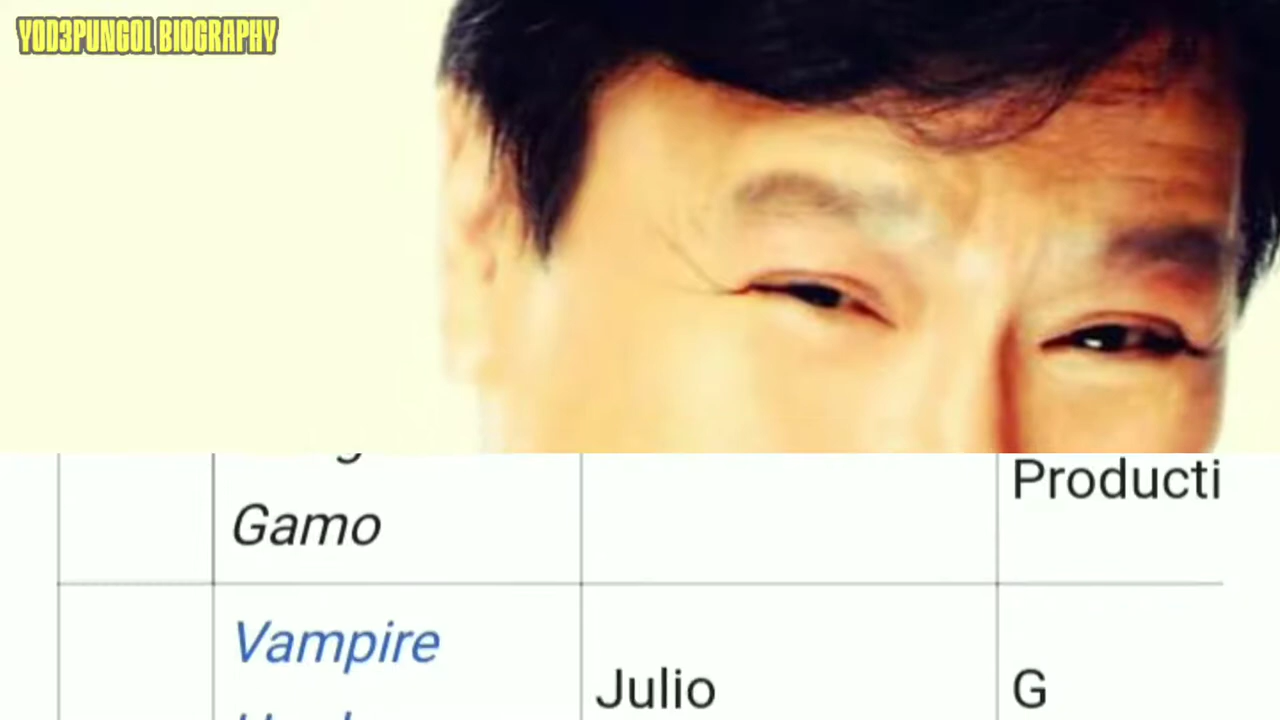 YOD3PUNGOL BIOGRAPHY
Producti
Gamo
Vampire
Julio
G